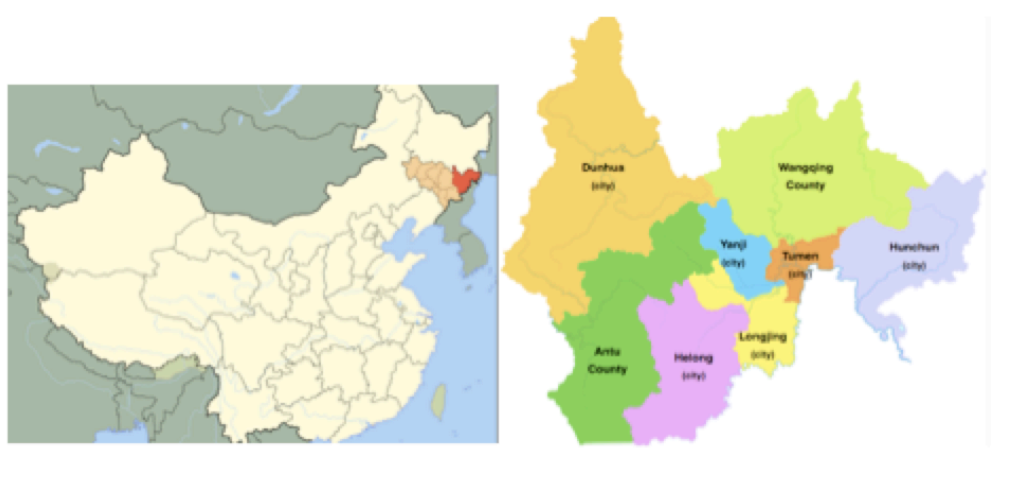 Dunhua
(city)
Wangqing
County
Yanji
(city)
Tumen
(city)
Hunchun
(city)
Longjing
(city)
Antu
County
Helong
(city)